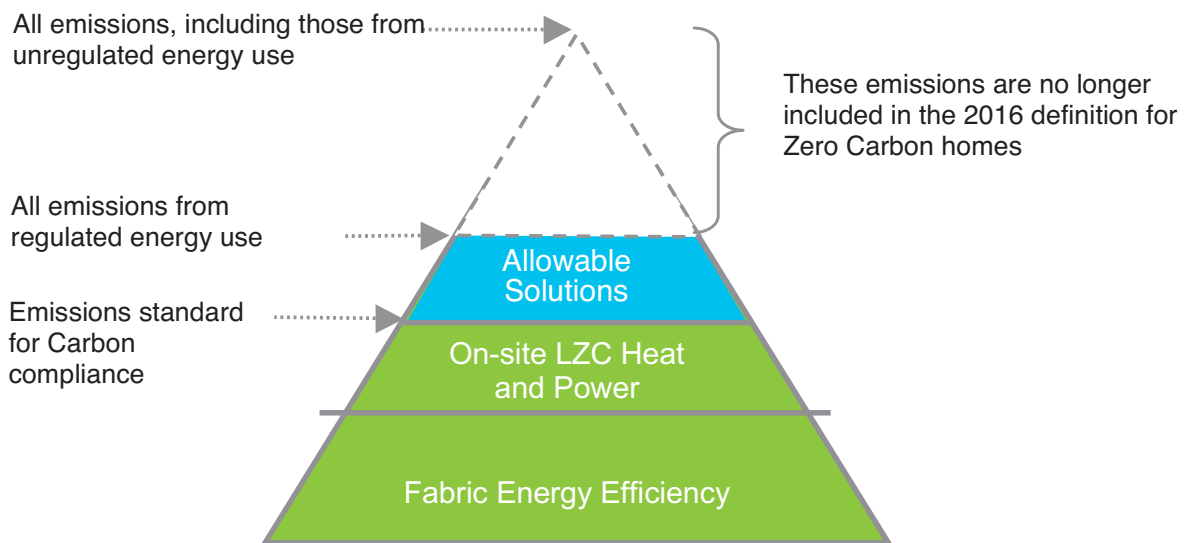 All emissions, including those from
unregulated energy use
These emissions are no longer
included in the 2016 definition for
Zero Carbon homes
All emissions from
regulated energy use
Allowable
Solutions
Emissions standard
for Carbon
compliance
On-site LZC Heat
and Power
Fabric Energy Efficiency